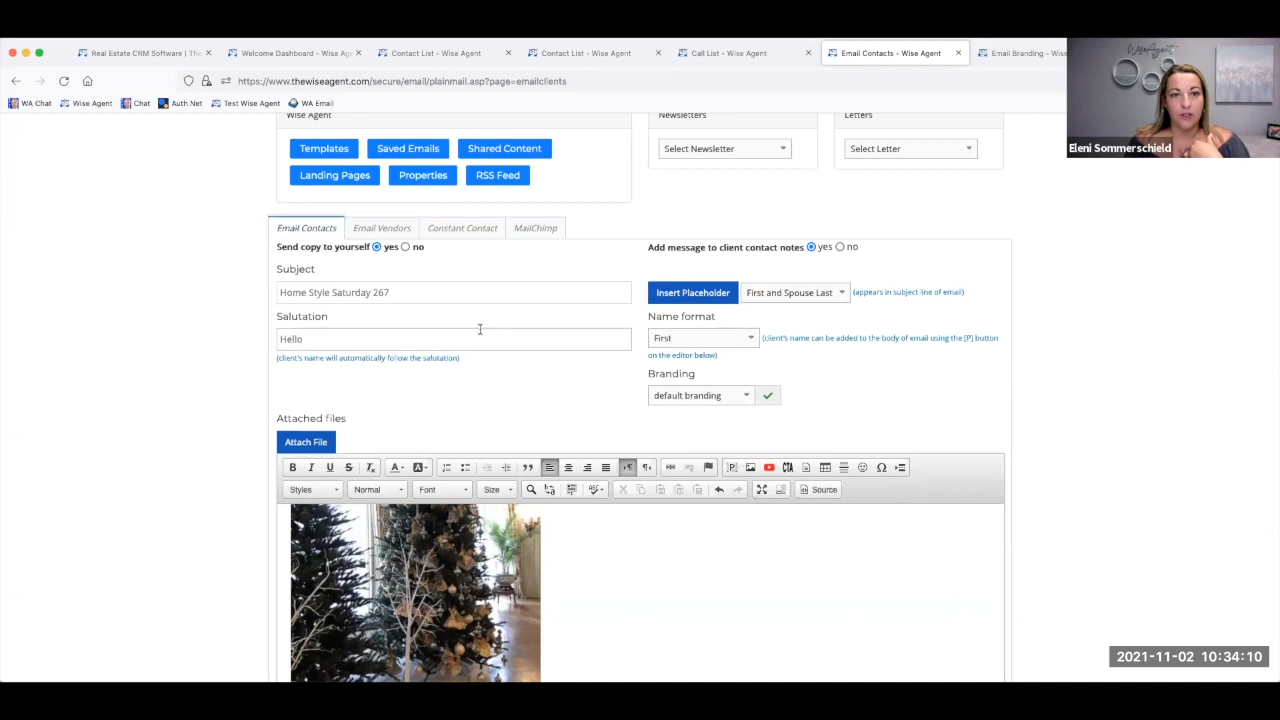 Real Estate CRM Software | The
Welcome Dashboard - Wise Age
Contact List - Wise Agent
Contact List - Wise Agent
Call List - Wise Agent
Email Contacts - Wise Agent
Email Branding - Wise
https://www.thewiseagent.com/secure/email/plainmail.asp?page=emailclients
WA Chat
Wise Agent
Chat
Auth.Net
Test Wise Agent
WA Email
Wise Agent
Eleni Sommerschield
Wise Agent
Newsletters
Letters
Templates
Saved Emails
Shared Content
Select Newsletter
Select Letter
Landing Pages
Properties
RSS Feed
Email Contacts
Email Vendors
Constant Contact
MailChimp
Send copy to yourself yes no
Add message to client contact notes yes no
Subject
Home Style Saturday 267
Insert Placeholder
First and Spouse Last
(appears in subject line of email)
Salutation
Name format
Hello
First
(client's name can be added to the body of email using the [P] button
on the editor below)
(client's name will automatically follow the salutation)
Branding
default branding
Attached files
Attach File
B I U S Tx A A
CTA
Styles
Normal
Font
Size
Source
2021-11-02 10:34:10